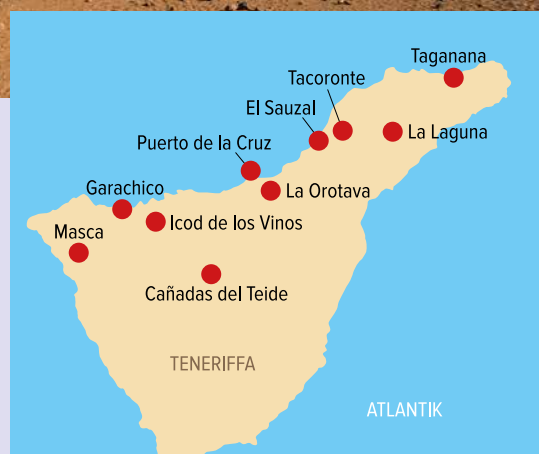 Taganana
Tacoronte
El Sauzal
La Laguna
Puerto de la Cruz
La Orotava
Garachico
Icod de los Vinos
Masca
Cañadas del Teide
TENERIFFA
ATLANTIK